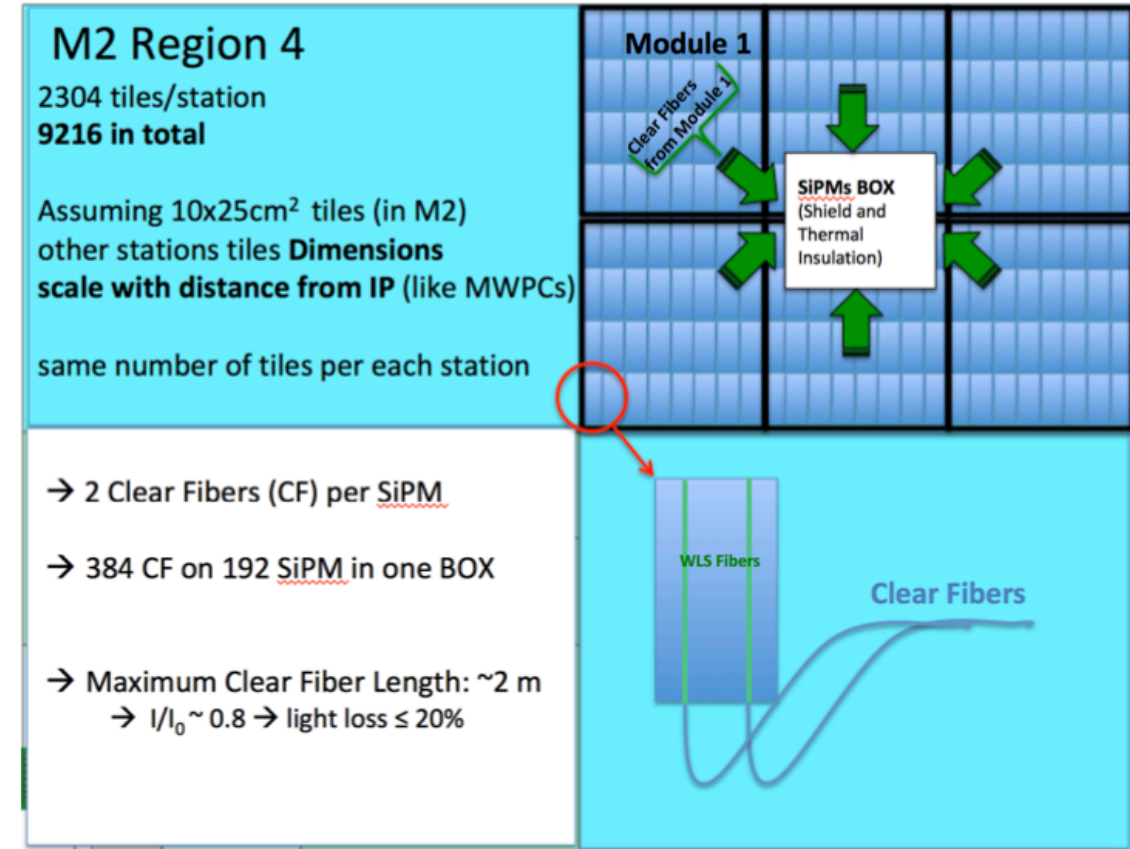 M2 Region 4
2304 tiles/station
9216 in total
Assuming 10x25cm² tiles (in M2)
other stations tiles Dimensions
scale with distance from IP (like MWPCs)
same number of tiles per each station
Module 1
Clear Fibers
from Module 1
SiPMs BOX
(Shield and
Thermal
Insulation)
→ 2 Clear Fibers (CF) per SiPM
→ 384 CF on 192 SiPM in one BOX
→ Maximum Clear Fiber Length: ~2 m
→ I/I₀ ~ 0.8 → light loss ≤ 20%
WLS Fibers
Clear Fibers